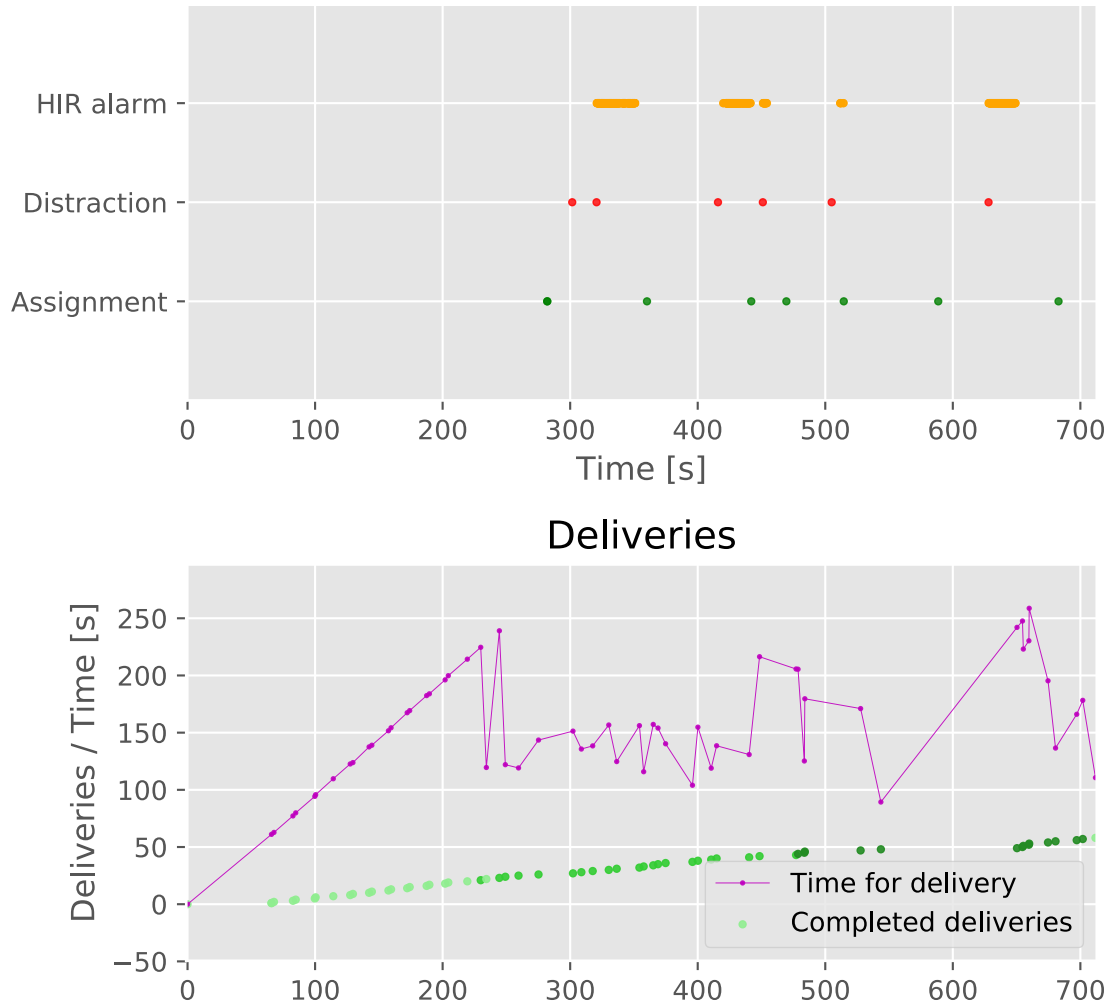 HIR alarm
Distraction
Assignment
0 100 200 300 400 500 600 700
Time [s]
Deliveries
Deliveries / Time [s]
250
200
150
100
50
0
−50
Time for delivery
Completed deliveries
0 100 200 300 400 500 600 700